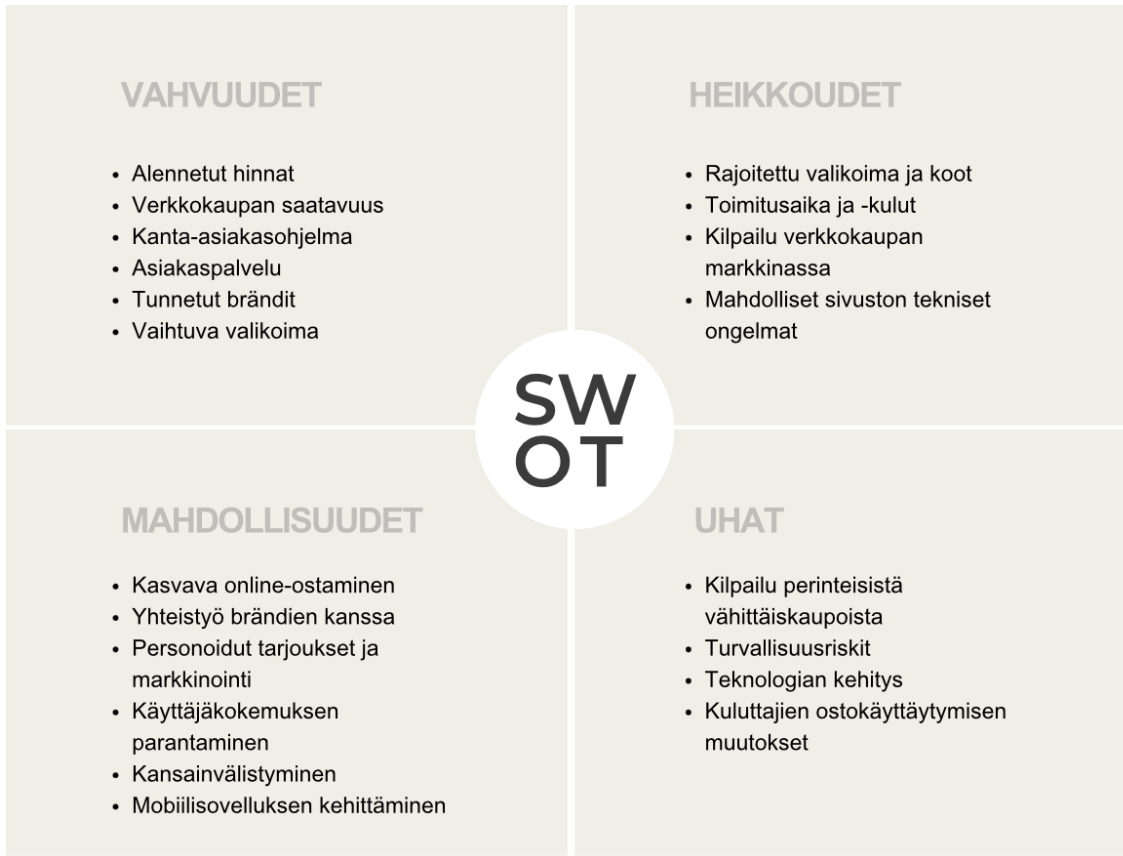 VAHVUUDET
• Alennetut hinnat
• Verkkokaupan saatavuus
• Kanta-asiakasohjelma
• Asiakaspalvelu
• Tunnetut brändit
• Vaihtuva valikoima
HEIKKOUDET
• Rajoitettu valikoima ja koot
• Toimitusaika ja -kulut
• Kilpailu verkkokaupan
markkinassa
• Mahdolliset sivuston tekniset
ongelmat
SW
OT
MAHDOLLISUUDET
• Kasvava online-ostaminen
• Yhteistyö brändien kanssa
• Personoidut tarjoukset ja
markkinointi
• Käyttäjäkokemuksen
parantaminen
• Kansainvälistyminen
• Mobiilisovelluksen kehittäminen
UHAT
• Kilpailu perinteisistä
vähittäiskaupoista
• Turvallisuusriskit
• Teknologian kehitys
• Kuluttajien ostokäyttäytymisen
muutokset